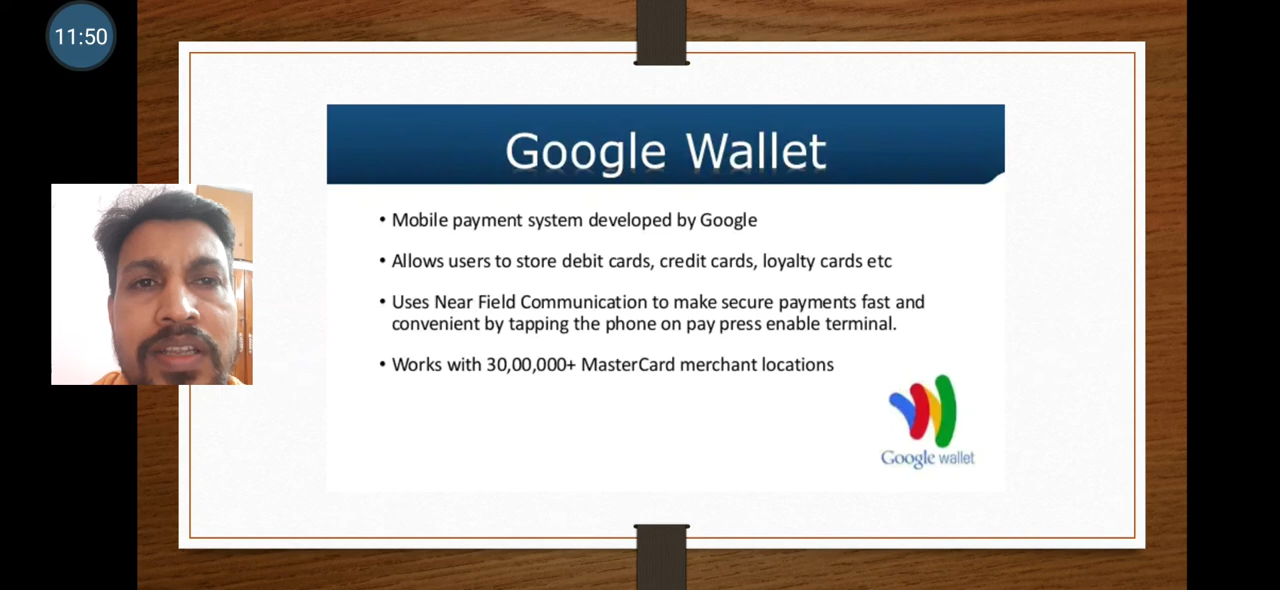 11:50
Google Wallet
• Mobile payment system developed by Google
• Allows users to store debit cards, credit cards, loyalty cards etc
• Uses Near Field Communication to make secure payments fast and
convenient by tapping the phone on pay press enable terminal.
• Works with 30,00,000+ MasterCard merchant locations
Google wallet